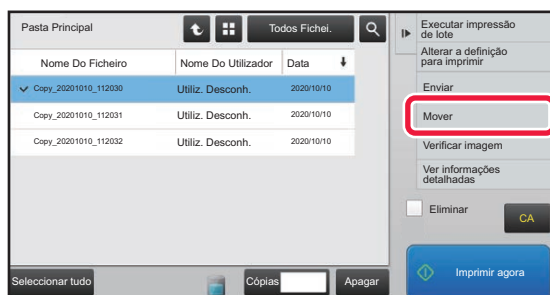 Pasta Principal
Todos Fichei.
Nome Do Ficheiro Nome Do Utilizador Data
Copy_20201010_112030 Utiliz. Desconh. 2020/10/10
Copy_20201010_112031 Utiliz. Desconh. 2020/10/10
Copy_20201010_112032 Utiliz. Desconh. 2020/10/10
Seleccionar tudo
Cópias
Apagar
Executar impressão
de lote
Alterar a definição
para imprimir
Enviar
Mover
Verificar imagem
Ver informações
detalhadas
Eliminar
CA
Imprimir agora